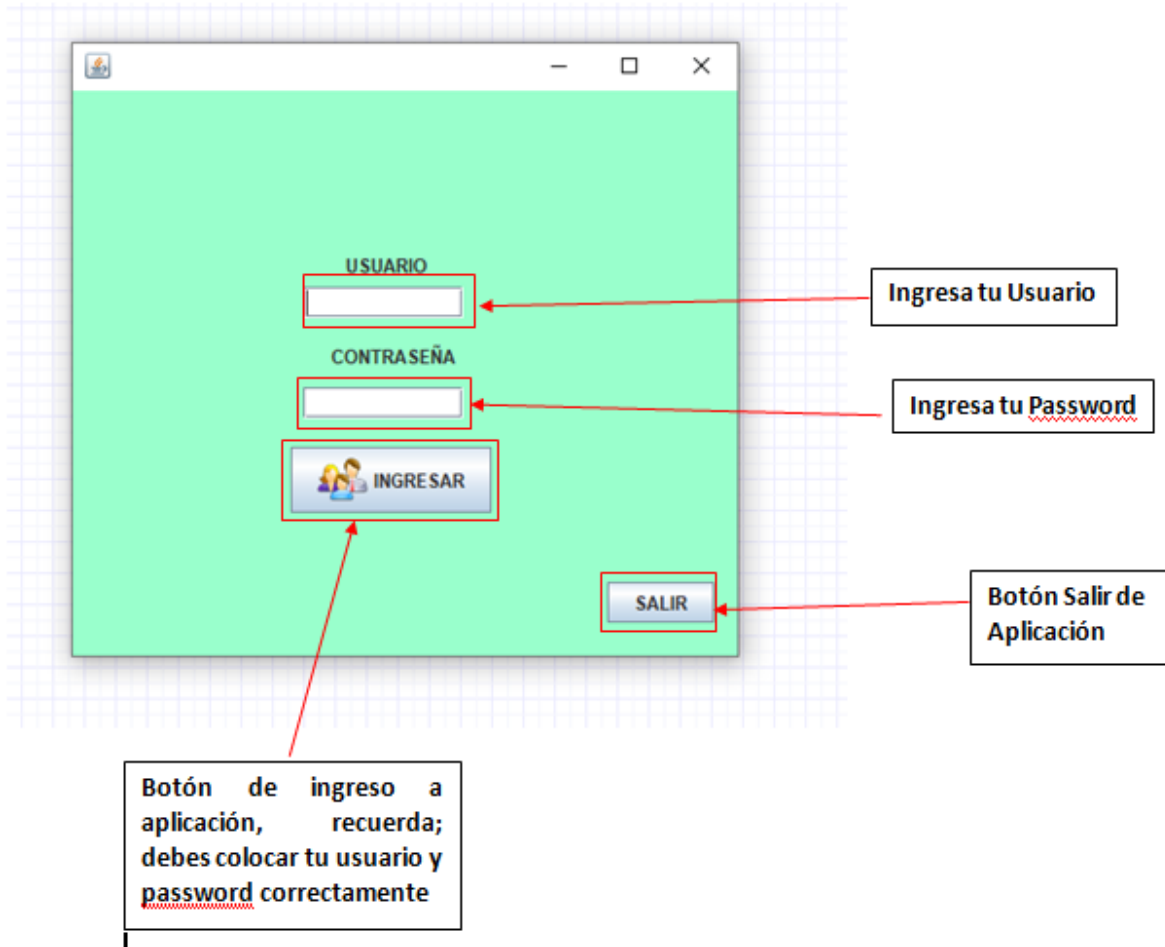 USUARIO
Ingresa tu Usuario
CONTRASEÑA
Ingresa tu Password
INGRESAR
SALIR
Botón Salir de
Aplicación
Botón de ingreso a
aplicación, recuerda;
debes colocar tu usuario y
password correctamente